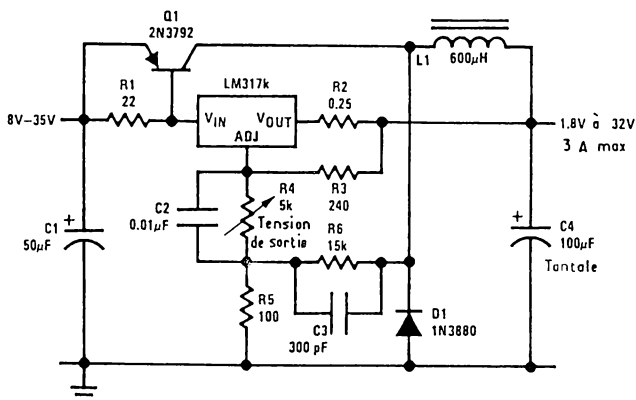 Q1
2N3792
L1
600µH
R1
22
LM317k
R2
0.25
8V–35V
VIN
VOUT
ADJ
1.8V à 32V
3 A max
C2
0.01µF
R4
5k
Tension
de sortie
R3
240
C1
50µF
+
R6
15k
+
C4
100µF
Tantale
R5
100
C3
300 pF
D1
1N3880